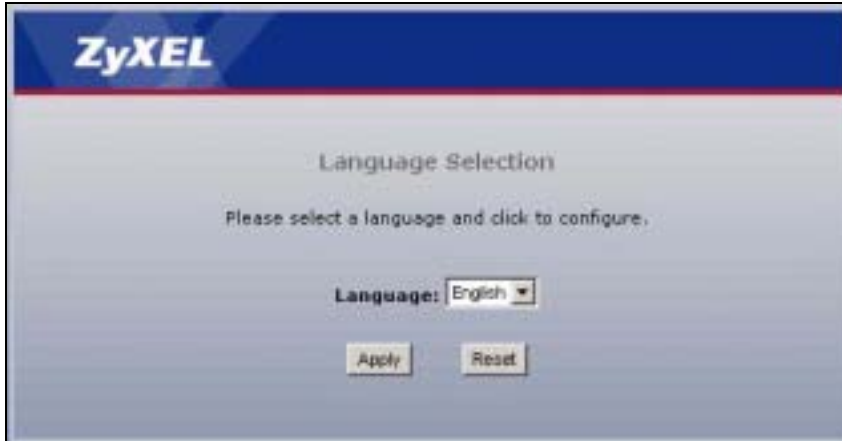 ZyXEL
Language Selection
Please select a language and click to configure.
Language: English
Apply Reset